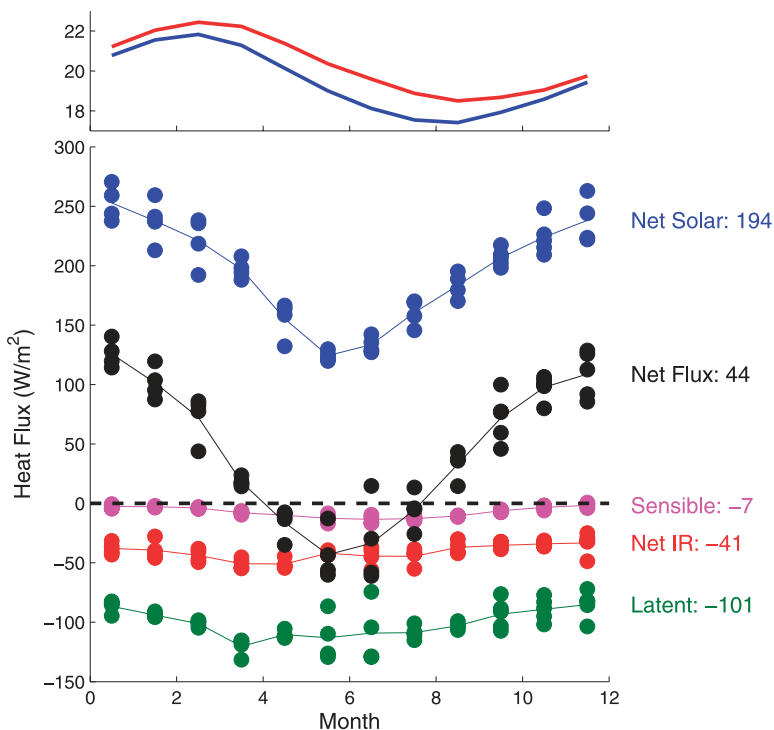 22
20
18
300
250
200
150
100
50
0
−50
−100
−150
Heat Flux (W/m²)
0 2 4 6 8 10 12
Month
Net Solar: 194
Net Flux: 44
Sensible: −7
Net IR: −41
Latent: −101